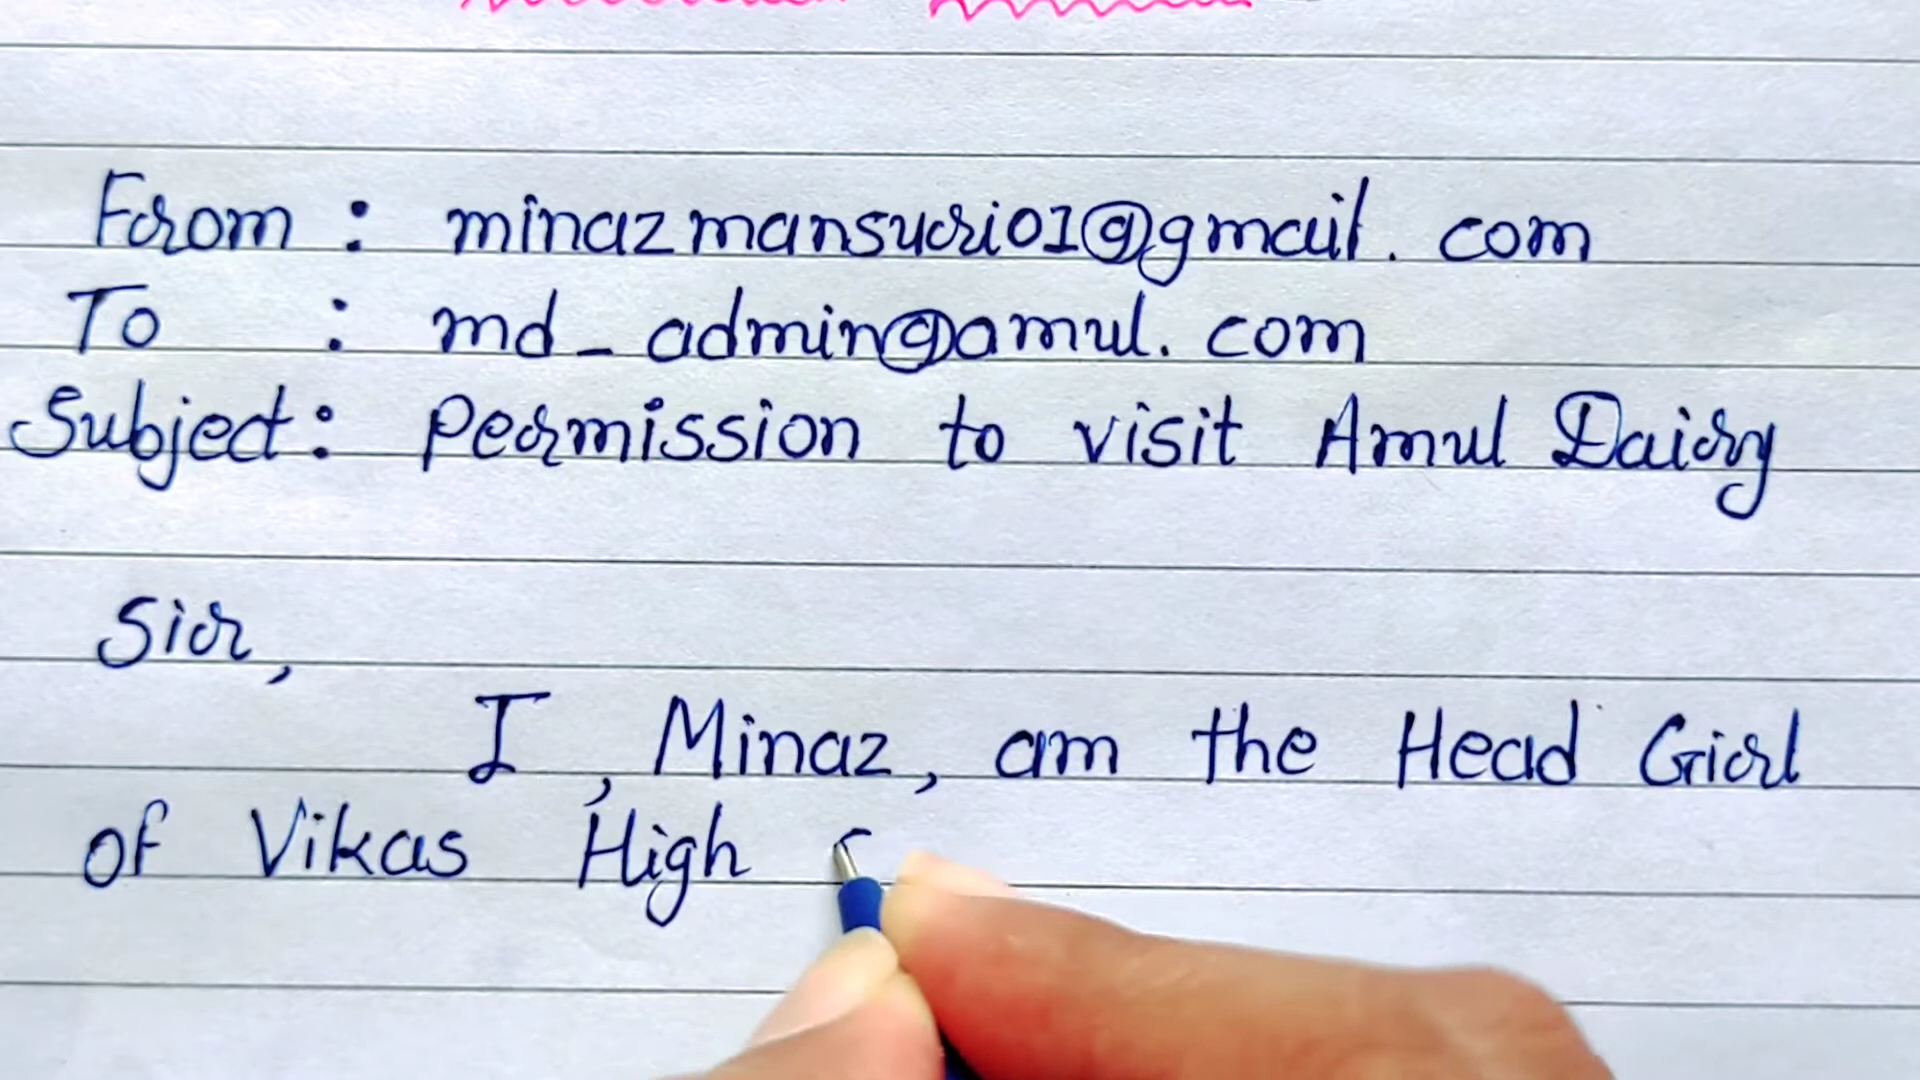 From : minazmansuri01@gmail. com
To : md_admin@amul. com
Subject: Permission to visit Amul Dairy
Sir,
I, Minaz, am the Head Girl
of Vikas High